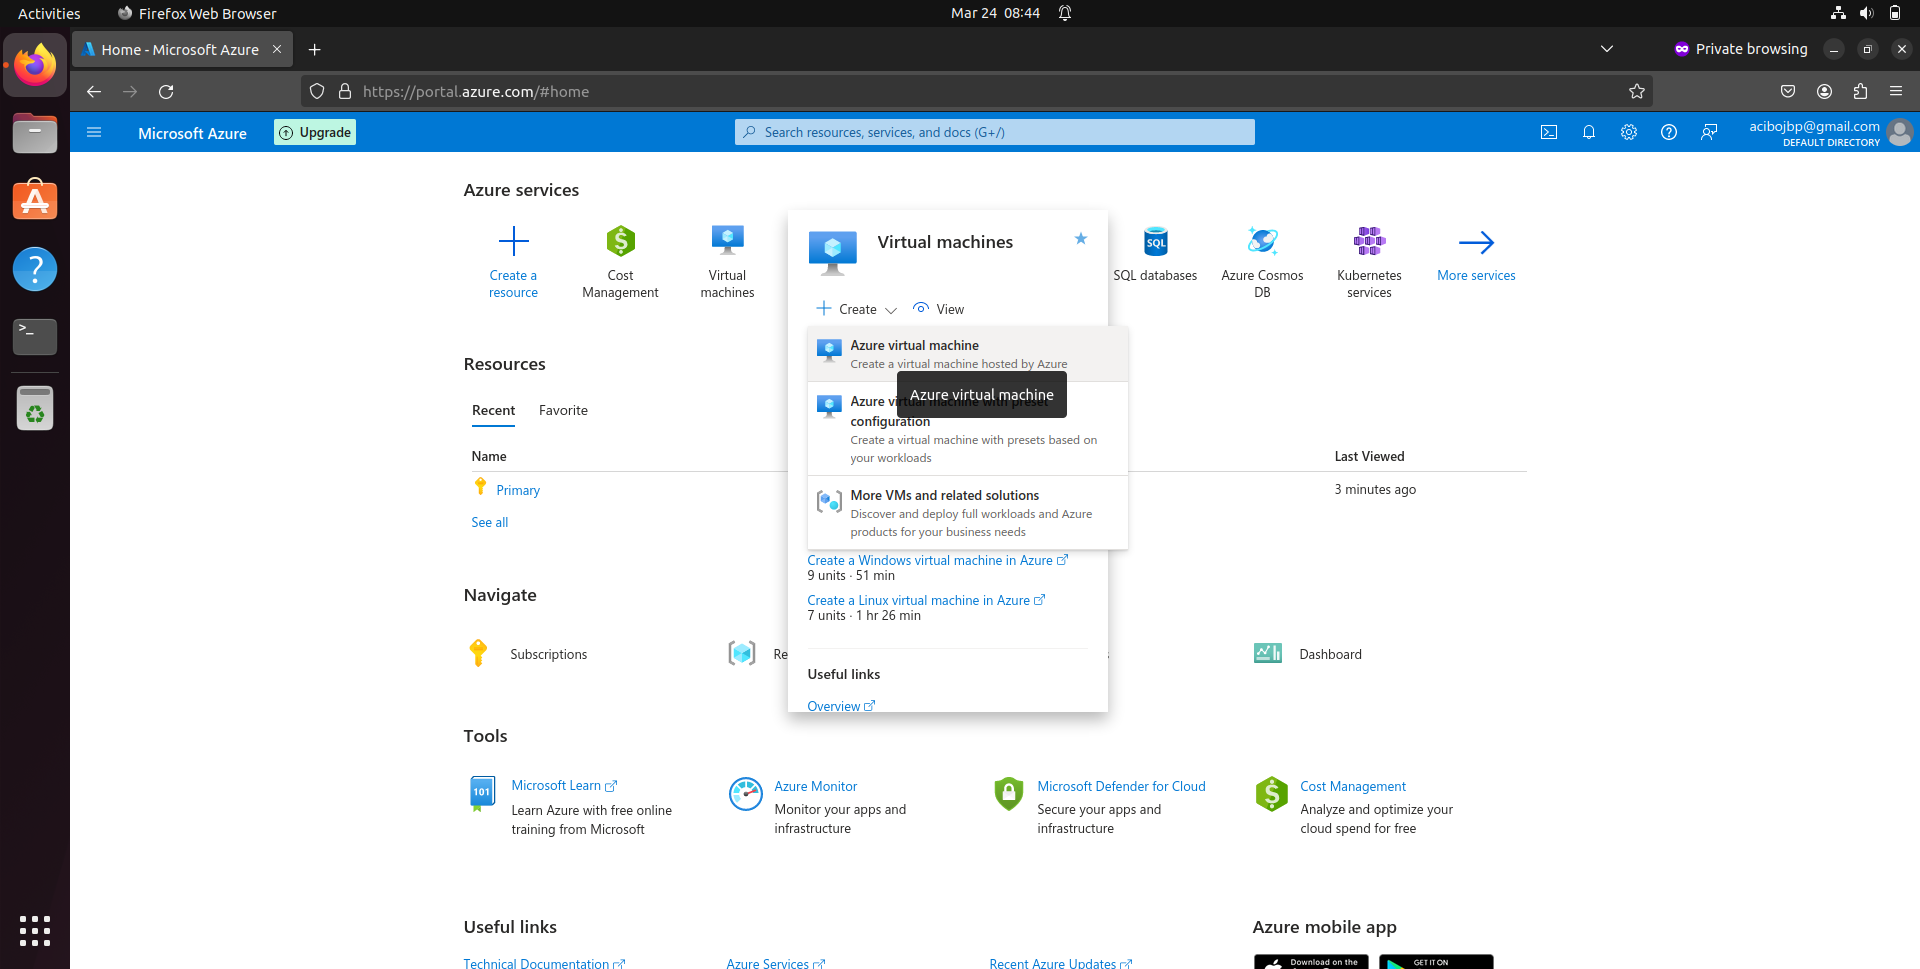 Activities
Firefox Web Browser
Mar 24 08:44
Home - Microsoft Azure
Private browsing
https://portal.azure.com/#home
Microsoft Azure
Upgrade
Search resources, services, and docs (G+/)
acibojbp@gmail.com
DEFAULT DIRECTORY
Azure services
Create a resource
Cost Management
Virtual machines
Virtual machines
Create
View
SQL
SQL databases
Azure Cosmos DB
Kubernetes services
More services
Azure virtual machine
Create a virtual machine hosted by Azure
Azure virtual machine
Azure virtual machine with preset
configuration
Create a virtual machine with presets based on
your workloads
More VMs and related solutions
Discover and deploy full workloads and Azure
products for your business needs
Create a Windows virtual machine in Azure
9 units · 51 min
Create a Linux virtual machine in Azure
7 units · 1 hr 26 min
Useful links
Overview
Resources
Recent
Favorite
Name
Last Viewed
Primary
3 minutes ago
See all
Navigate
Subscriptions
Re
Dashboard
Tools
101
Microsoft Learn
Learn Azure with free online
training from Microsoft
Azure Monitor
Monitor your apps and
infrastructure
Microsoft Defender for Cloud
Secure your apps and
infrastructure
Cost Management
Analyze and optimize your
cloud spend for free
Useful links
Azure mobile app
Technical Documentation
Azure Services
Recent Azure Updates
Download on the
GET IT ON